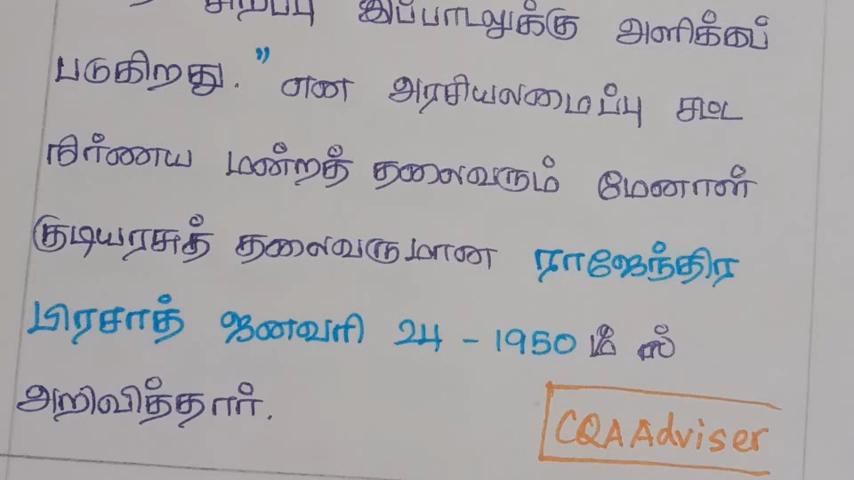 சிறப்பு இப்பாடலுக்கு அளிக்கப்
படுகிறது." என அரசியலமைப்பு சட்ட
நிர்ணய மன்றத் தலைவரும் மேனாள்
குடியரசுத் தலைவருமான ராஜேந்திர
பிரசாத் ஜனவரி 24 - 1950
அறிவித்தார்.
CQAAdviser